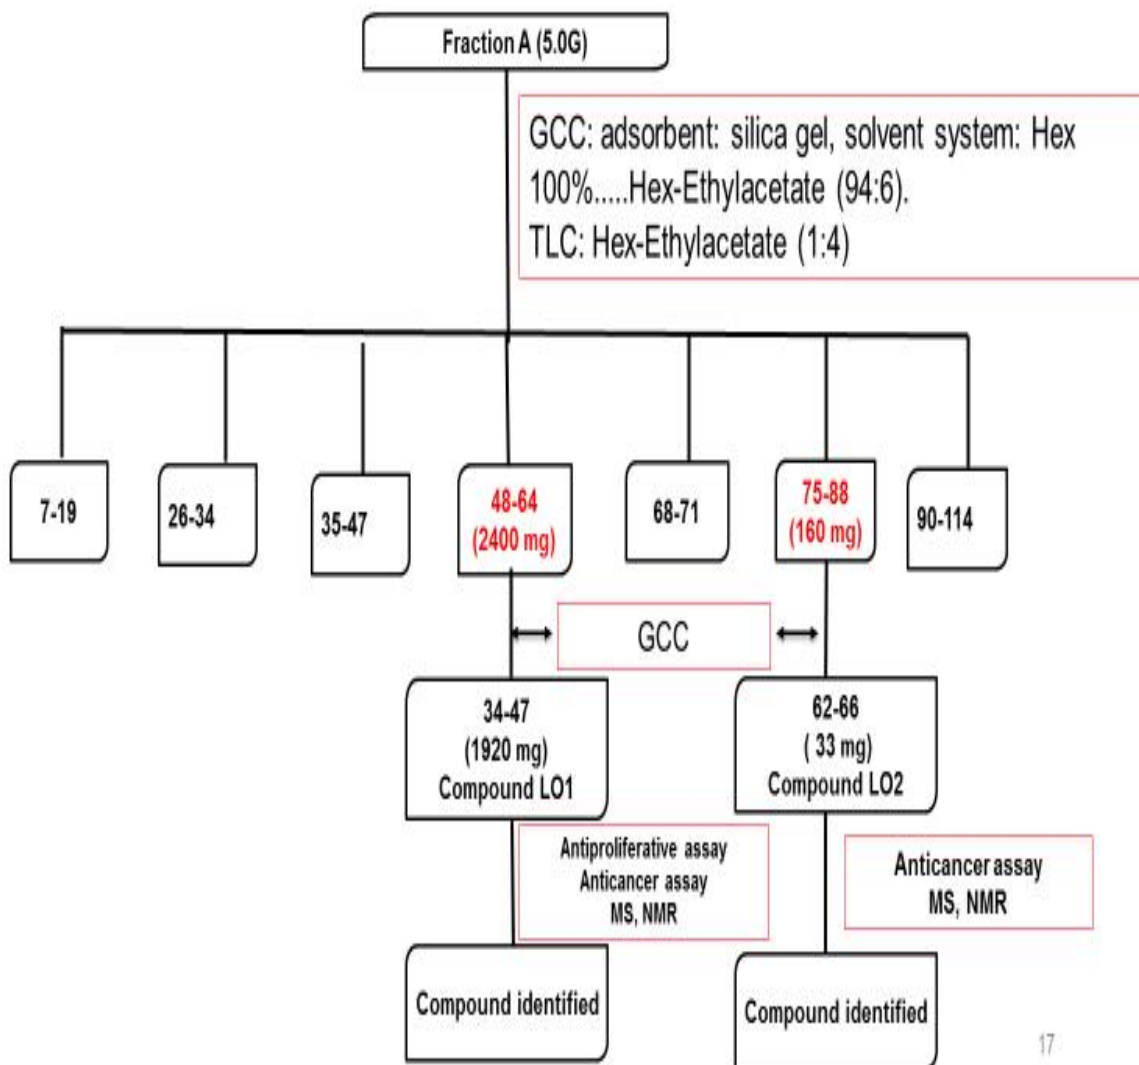 Fraction A (5.0G)
GCC: adsorbent: silica gel, solvent system: Hex
100%.....Hex-Ethylacetate (94:6).
TLC: Hex-Ethylacetate (1:4)
7-19
26-34
35-47
48-64
(2400 mg)
68-71
75-88
(160 mg)
90-114
GCC
34-47
(1920 mg)
Compound LO1
62-66
( 33 mg)
Compound LO2
Antiproliferative assay
Anticancer assay
MS, NMR
Anticancer assay
MS, NMR
Compound identified
Compound identified
17